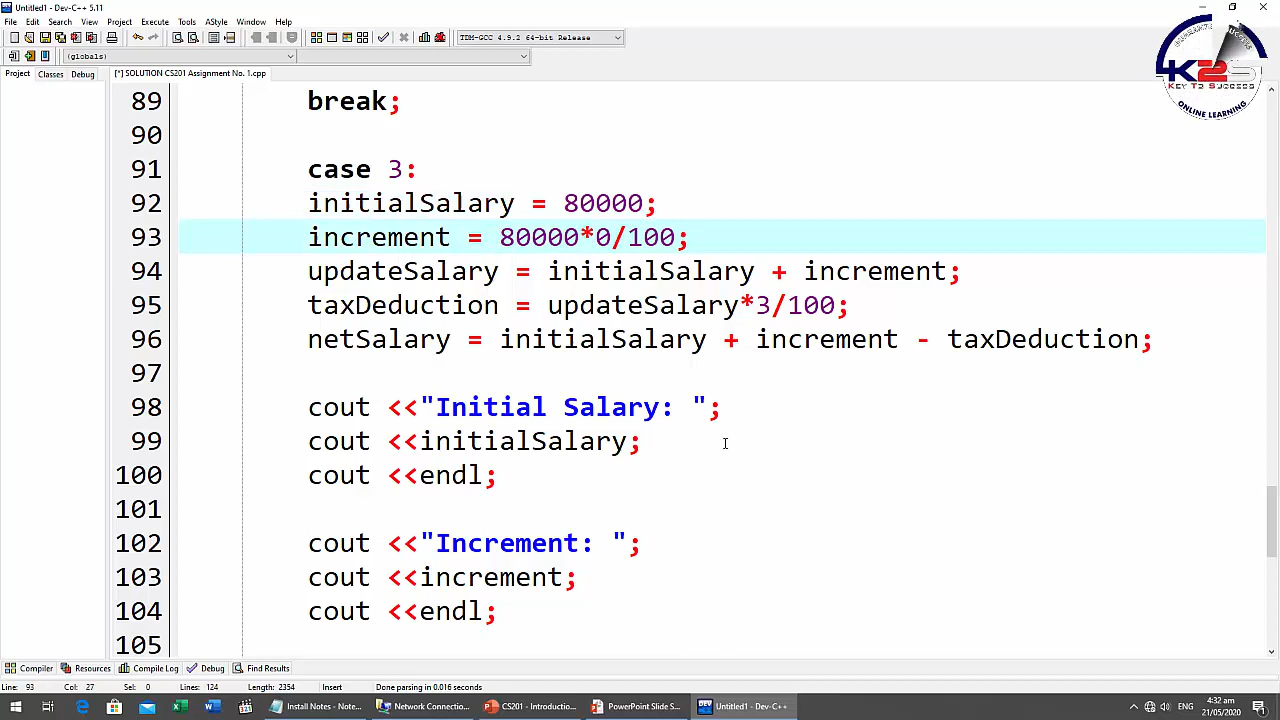 Untitled1 - Dev-C++ 5.11
File Edit Search View Project Execute Tools AStyle Window Help
TDM-GCC 4.9.2 64-bit Release
(globals)
Project Classes Debug
[*] SOLUTION CS201 Assignment No. 1.cpp
K2S
KEY TO SUCCESS
ONLINE LEARNING
89 break;
90
91 case 3:
92 initialSalary = 80000;
93 increment = 80000*0/100;
94 updateSalary = initialSalary + increment;
95 taxDeduction = updateSalary*3/100;
96 netSalary = initialSalary + increment - taxDeduction;
97
98 cout <<"Initial Salary: ";
99 cout <<initialSalary;
100 cout <<endl;
101
102 cout <<"Increment: ";
103 cout <<increment;
104 cout <<endl;
105
Compiler Resources Compile Log Debug Find Results
Line: 93 Col: 27 Sel: 0 Lines: 124 Length: 2354 Insert Done parsing in 0.016 seconds
Install Notes - Note... Network Connectio... CS201 - Introductio... PowerPoint Slide S... Untitled1 - Dev-C++ ENG 4:32 pm
21/05/2020